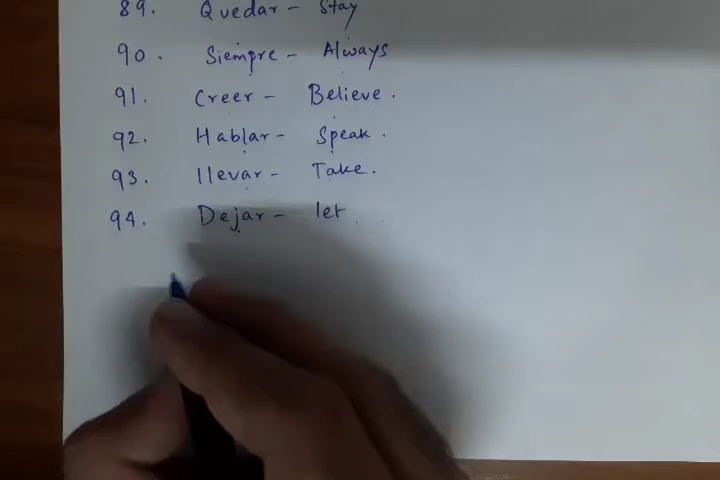 89. Quedar - Stay
90. Siempre - Always
91. Creer - Believe.
92. Hablar - Speak.
93. llevar - Take.
94. Dejar - let.